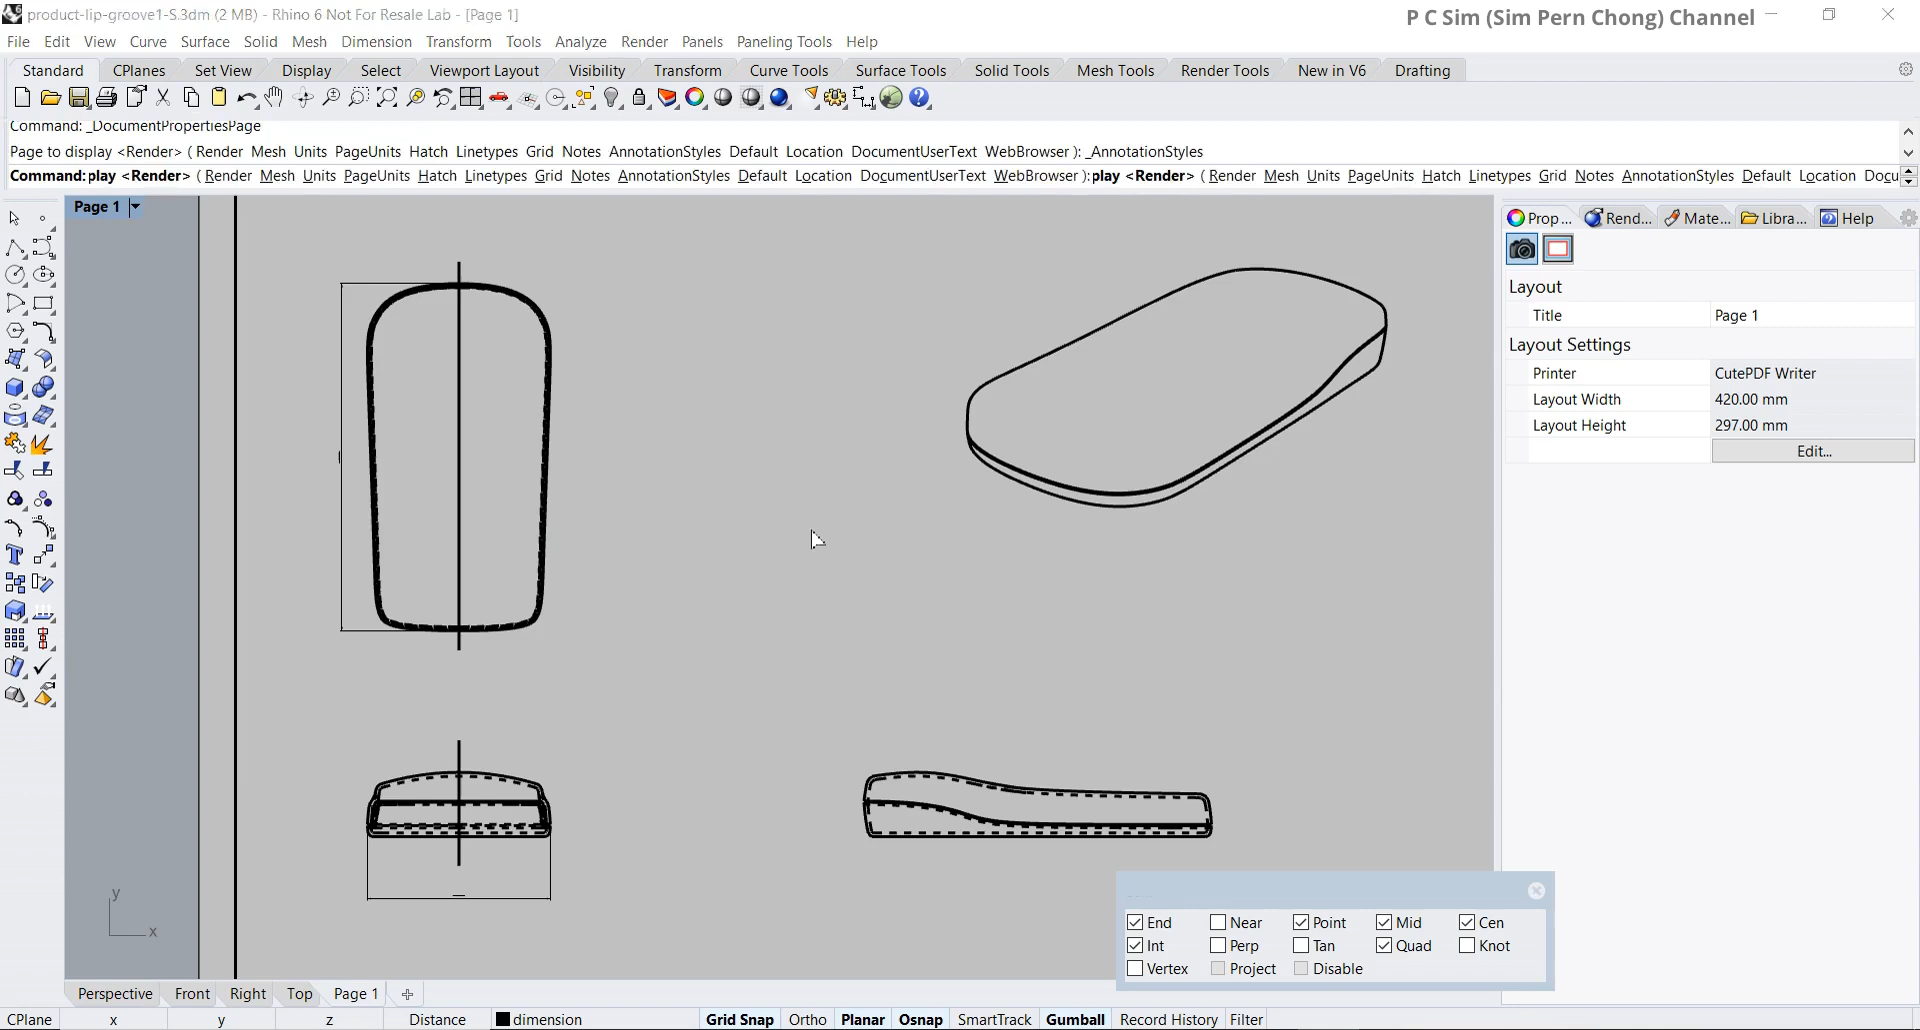 product-lip-groove1-S.3dm (2 MB) - Rhino 6 Not For Resale Lab - [Page 1]
P C Sim (Sim Pern Chong) Channel
File Edit View Curve Surface Solid Mesh Dimension Transform Tools Analyze Render Panels Paneling Tools Help
Standard CPlanes Set View Display Select Viewport Layout Visibility Transform Curve Tools Surface Tools Solid Tools Mesh Tools Render Tools New in V6 Drafting
Command: _DocumentPropertiesPage
Page to display <Render> ( Render Mesh Units PageUnits Hatch Linetypes Grid Notes AnnotationStyles Default Location DocumentUserText WebBrowser ): _AnnotationStyles
Command:play <Render> ( Render Mesh Units PageUnits Hatch Linetypes Grid Notes AnnotationStyles Default Location DocumentUserText WebBrowser ):play <Render> ( Render Mesh Units PageUnits Hatch Linetypes Grid Notes AnnotationStyles Default Location Docu
Page 1
Prop ... Rend... Mate... Libra... Help
Layout
Title Page 1
Layout Settings
Printer CutePDF Writer
Layout Width 420.00 mm
Layout Height 297.00 mm
Edit...
y
x
End Near Point Mid Cen
Int Perp Tan Quad Knot
Vertex Project Disable
Perspective Front Right Top Page 1
CPlane x y z Distance dimension Grid Snap Ortho Planar Osnap SmartTrack Gumball Record History Filter